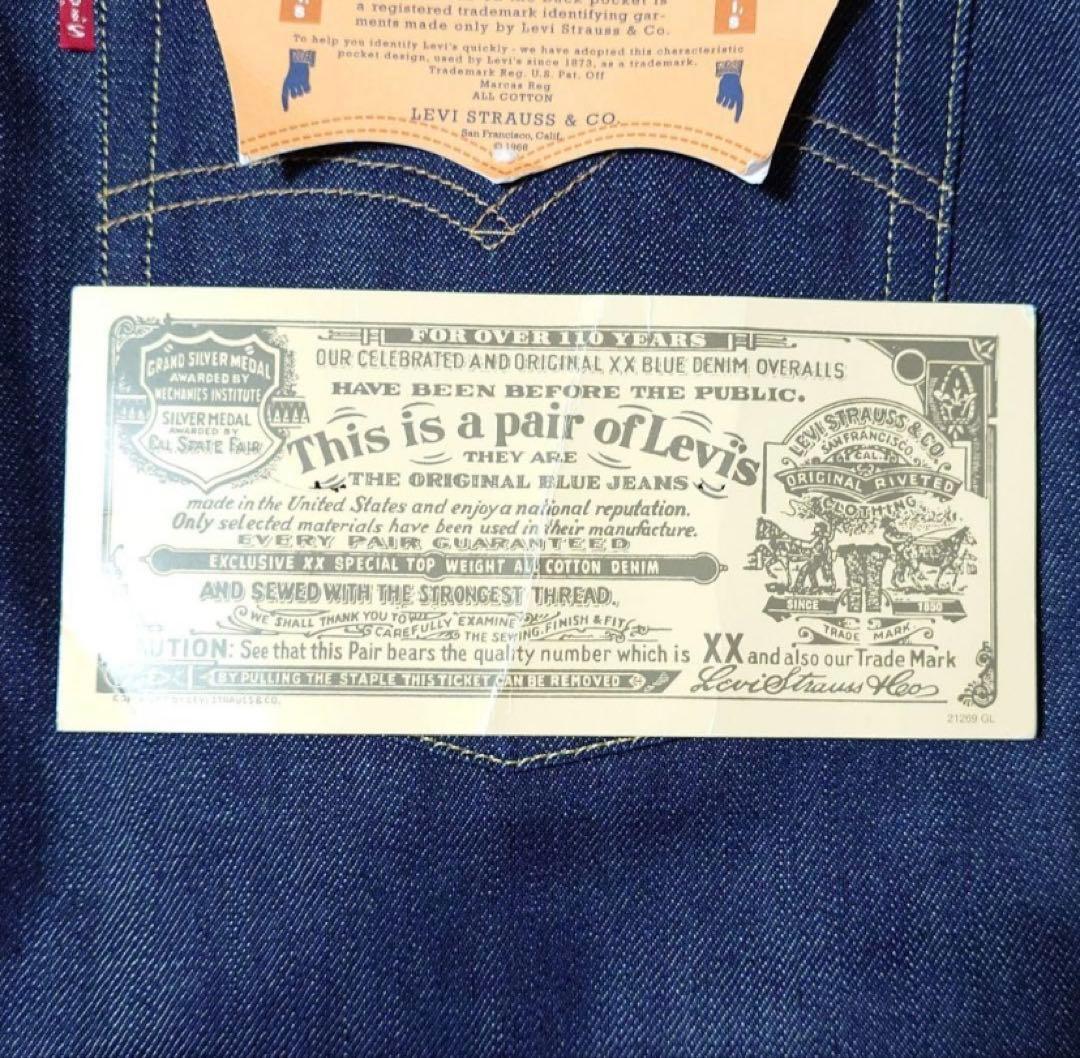 a registered trademark identifying gar-
ments made only by Levi Strauss & Co.
To help you identify Levi's quickly - we have adopted this characteristic
pocket design, used by Levi's since 1873, as a trademark.
Trademark Reg. U.S. Pat. Off
Marcas Reg
ALL COTTON
LEVI STRAUSS & CO.
San Francisco, Calif.
© 1966
FOR OVER 110 YEARS
OUR CELEBRATED AND ORIGINAL XX BLUE DENIM OVERALLS
HAVE BEEN BEFORE THE PUBLIC.
This is a pair of Levi's
THEY ARE
THE ORIGINAL BLUE JEANS
made in the United States and enjoy a national reputation.
Only selected materials have been used in their manufacture.
EVERY PAIR GUARANTEED
EXCLUSIVE XX SPECIAL TOP WEIGHT ALL COTTON DENIM
AND SEWED WITH THE STRONGEST THREAD.
WE SHALL THANK YOU TO CAREFULLY EXAMINE
THE SEWING, FINISH & FIT
UTION: See that this Pair bears the quality number which is XX and also our Trade Mark
BY PULLING THE STAPLE THIS TICKET CAN BE REMOVED
Levi Strauss & Co
BY LEVI STRAUSS & CO.
21269 GL
GRAND SILVER MEDAL
AWARDED BY
MECHANICS INSTITUTE
SILVER MEDAL
AWARDED BY
CAL. STATE FAIR
LEVI STRAUSS & CO.
SAN FRANCISCO,
CAL.
ORIGINAL RIVETED
CLOTHING
SINCE 1850
TRADE MARK